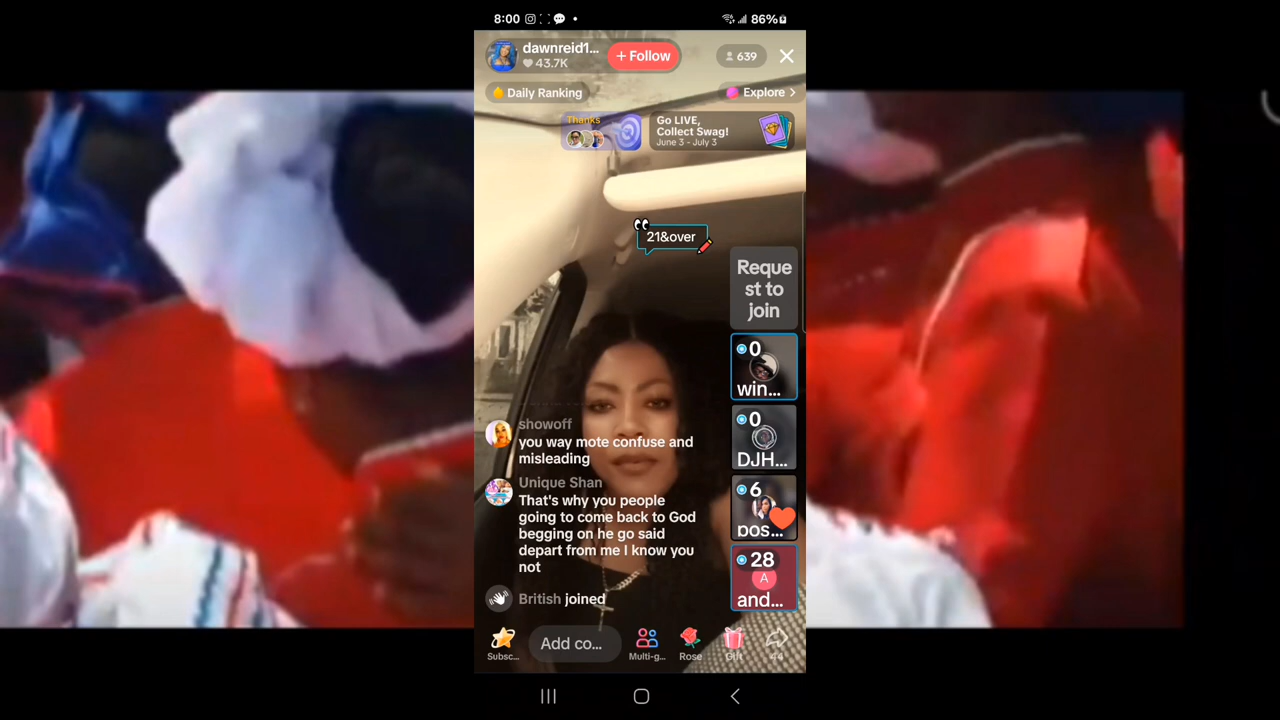 8:00
86%
dawnreid1...
43.7K
+ Follow
639
Daily Ranking
Explore >
Thanks
Go LIVE,
Collect Swag!
June 3 - July 3
21&over
Reque
st to
join
0
win...
0
DJH...
6
pos...
28
A
and...
showoff
you way mote confuse and
misleading
Unique Shan
That's why you people
going to come back to God
begging on he go said
depart from me I know you
not
British joined
Add co...
Subsc...
Multi-g...
Rose
Gift
44